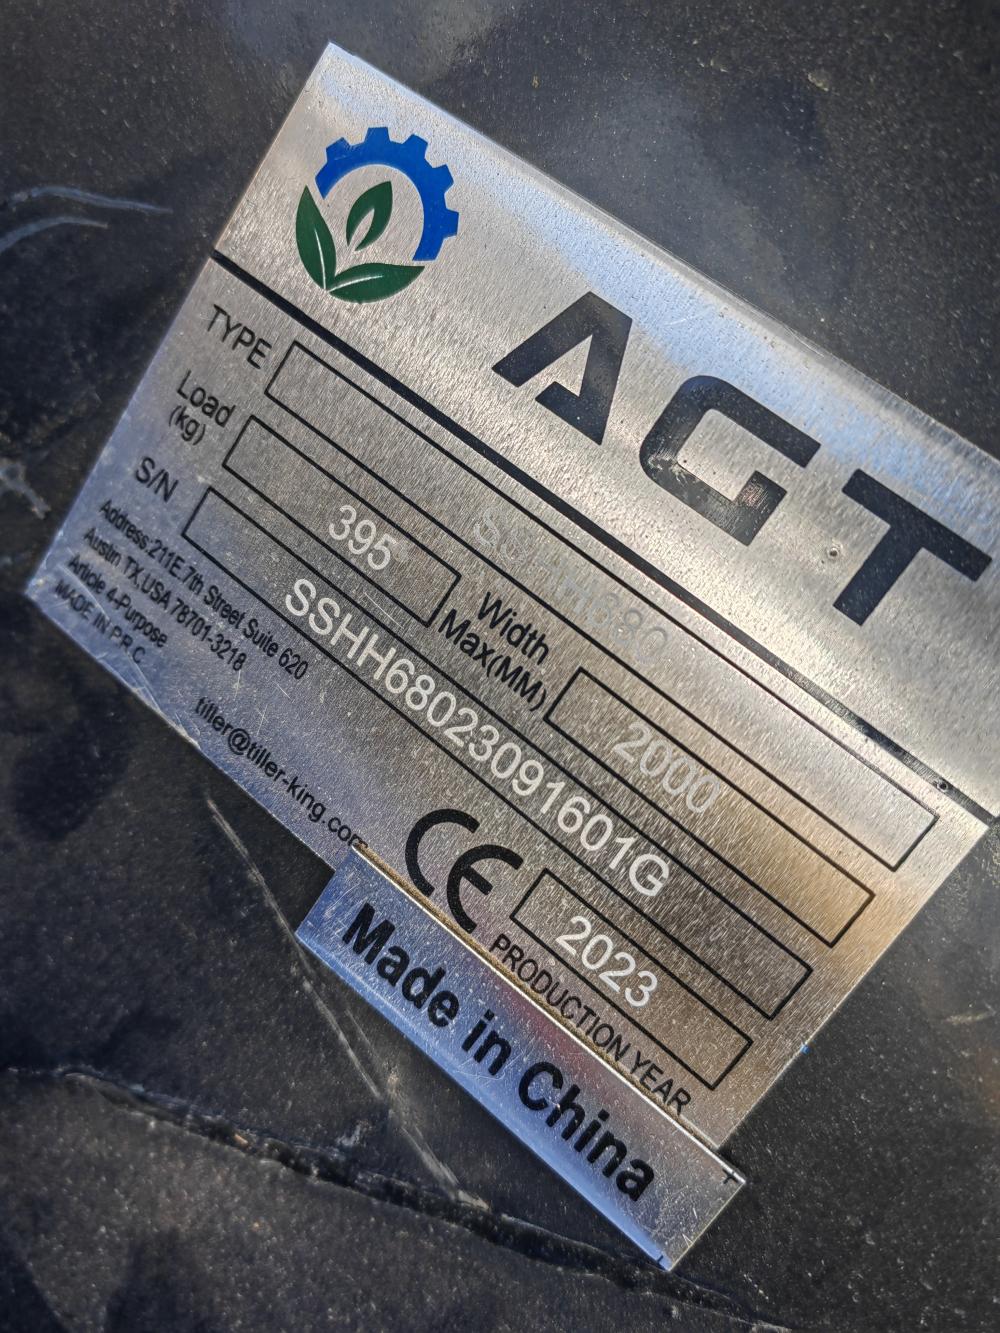 AGT
TYPE SSHH680
Load
(kg) 395 Width
Max(MM) 2000
S/N SSHH68023091601G
Address:211E.7th Street Suite 620
Austin TX.USA 78701-3218
Article 4-Purpose
MADE IN P.R.C
tiller@tiller-king.com
CE 2023
PRODUCTION YEAR
Made in China